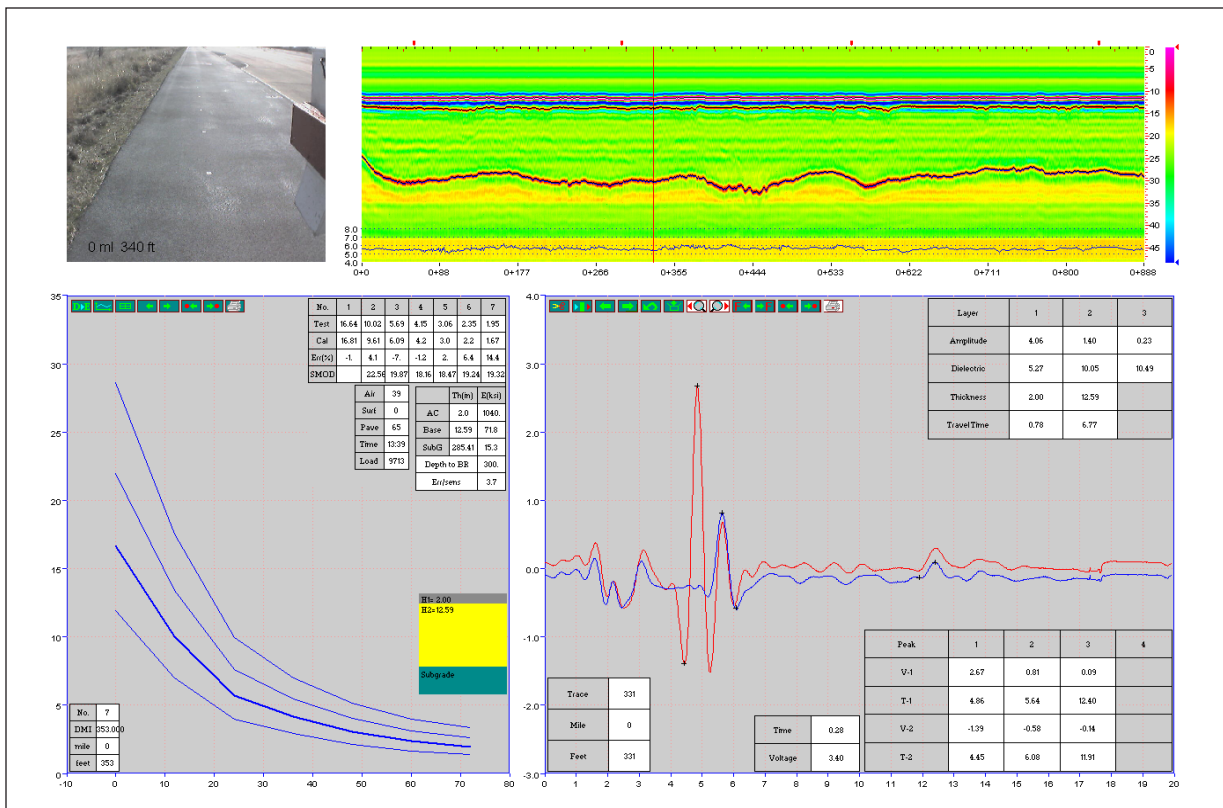 0 ml 340 ft
0
-5
-10
-15
-20
-25
-30
-35
-40
-45
8.0
7.0
6.0
5.0
4.0
0+0 0+88 0+177 0+266 0+355 0+444 0+533 0+622 0+711 0+800 0+888
35
30
25
20
15
10
5
0
-10 0 10 20 30 40 50 60 70 80
No. 1 2 3 4 5 6 7
Test 16.64 10.02 5.69 4.15 3.06 2.35 1.95
Cal 16.81 9.61 6.09 4.2 3.0 2.2 1.67
Err(%) -1. 4.1 -7. -1.2 2. 6.4 14.4
SMOD 22.56 19.87 18.16 18.47 19.24 19.32
Air 39
Surf 0
Pave 65
Time 13:39
Load 9713
Th(in) E(ksi)
AC 2.0 1040.
Base 12.59 71.8
SubG 285.41 15.3
Depth to BR 300.
Err/sens 3.7
H1= 2.00
H2=12.59
Subgrade
No. 7
DMI 353.000
mile 0
feet 353
4.0
3.0
2.0
1.0
0.0
-1.0
-2.0
-3.0
0 1 2 3 4 5 6 7 8 9 10 11 12 13 14 15 16 17 18 19 20
Layer 1 2 3
Amplitude 4.06 1.40 0.23
Dielectric 5.27 10.05 10.49
Thickness 2.00 12.59
Travel Time 0.78 6.77
Trace 331
Mile 0
Feet 331
Time 0.28
Voltage 3.40
Peak 1 2 3 4
V-1 2.67 0.81 0.09
T-1 4.86 5.64 12.40
V-2 -1.39 -0.58 -0.14
T-2 4.45 6.08 11.91